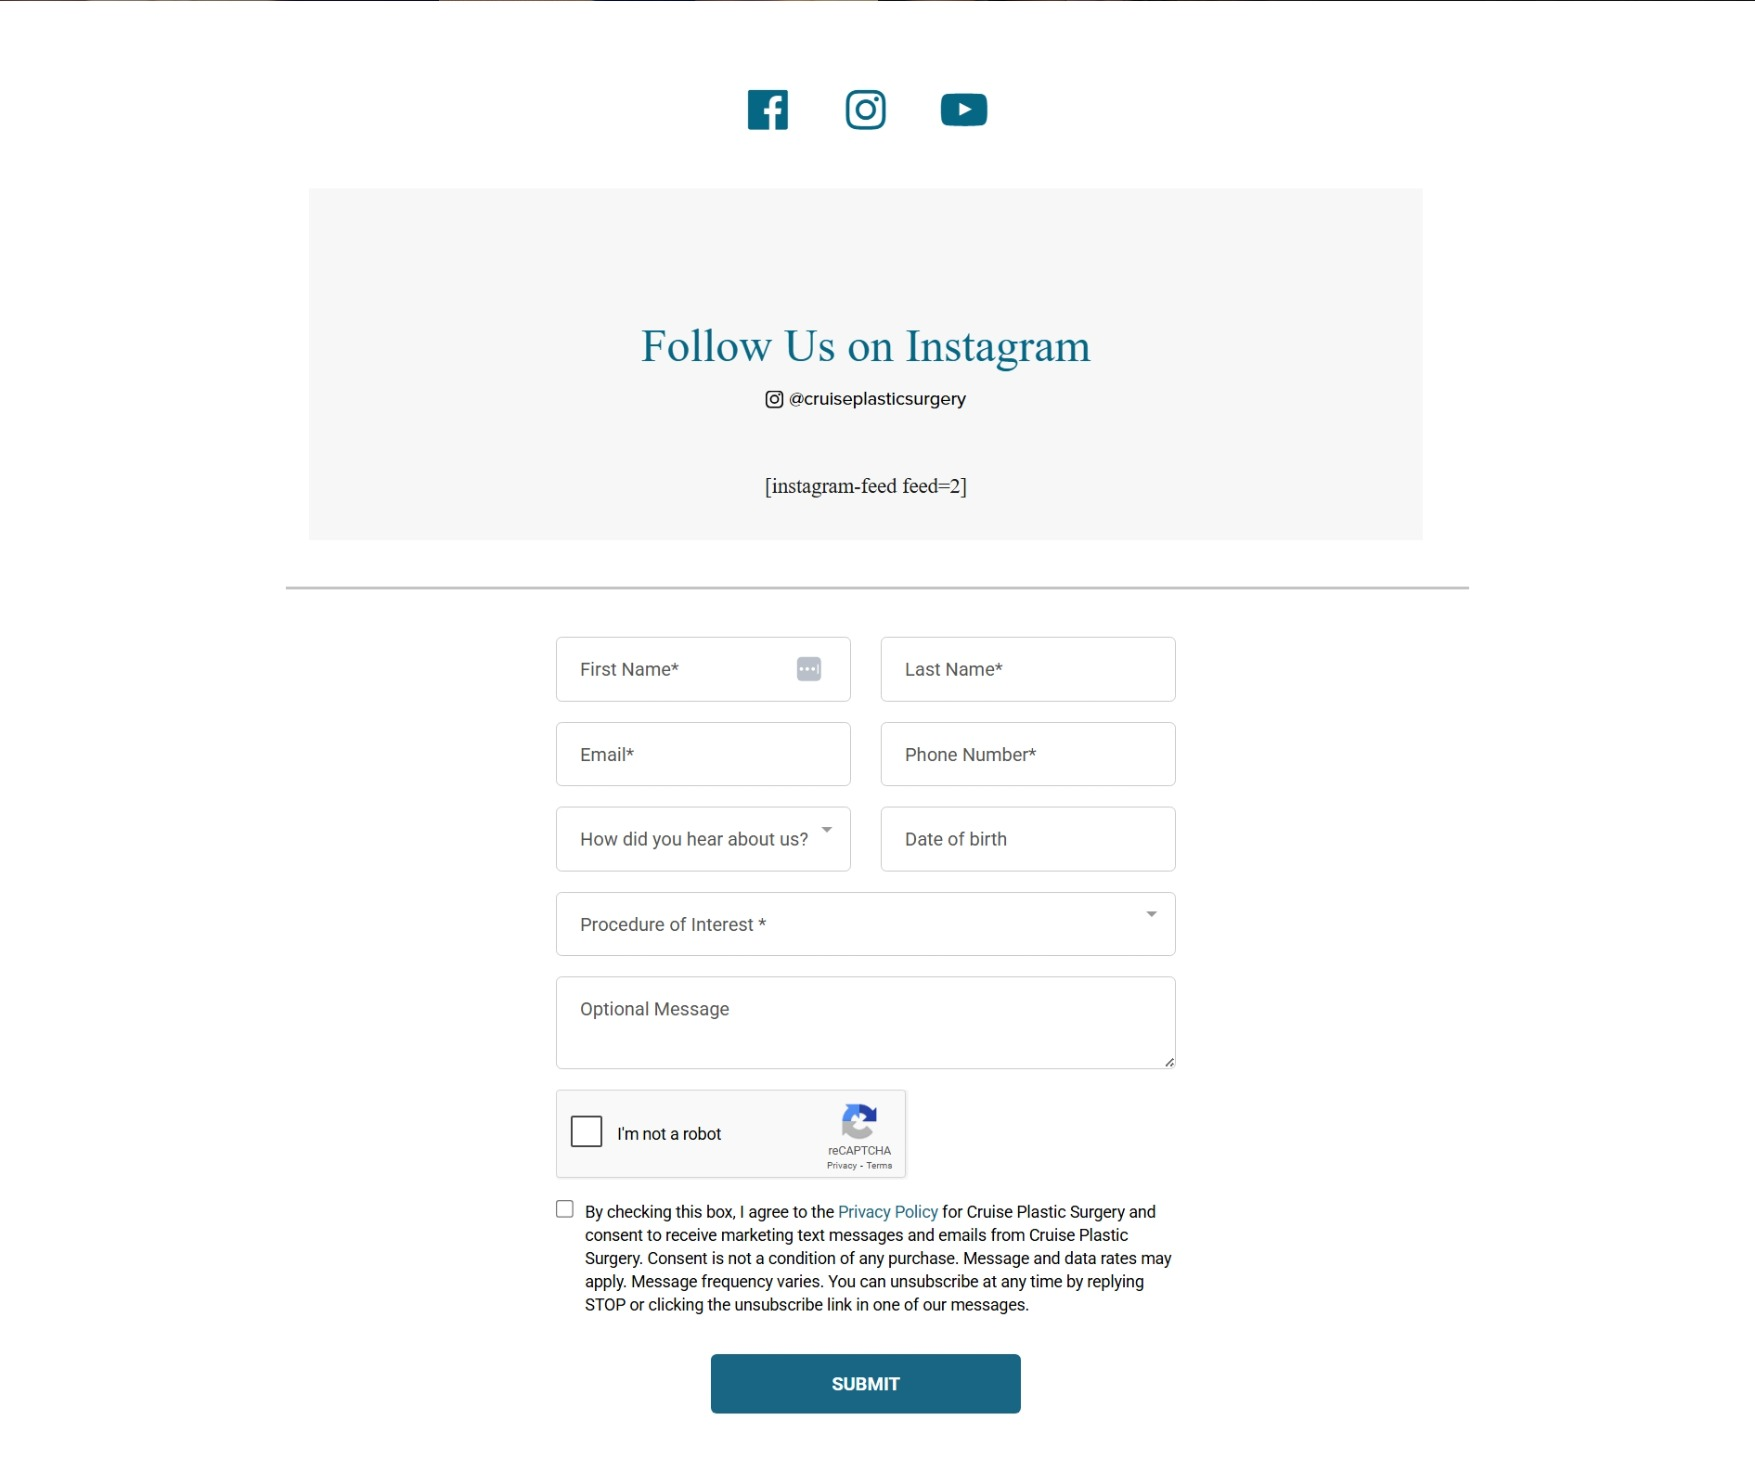 Follow Us on Instagram
@cruiseplasticsurgery
[instagram-feed feed=2]
First Name*
Last Name*
Email*
Phone Number*
How did you hear about us?
Date of birth
Procedure of Interest *
Optional Message
I'm not a robot
reCAPTCHA
Privacy - Terms
By checking this box, I agree to the Privacy Policy for Cruise Plastic Surgery and
consent to receive marketing text messages and emails from Cruise Plastic
Surgery. Consent is not a condition of any purchase. Message and data rates may
apply. Message frequency varies. You can unsubscribe at any time by replying
STOP or clicking the unsubscribe link in one of our messages.
SUBMIT